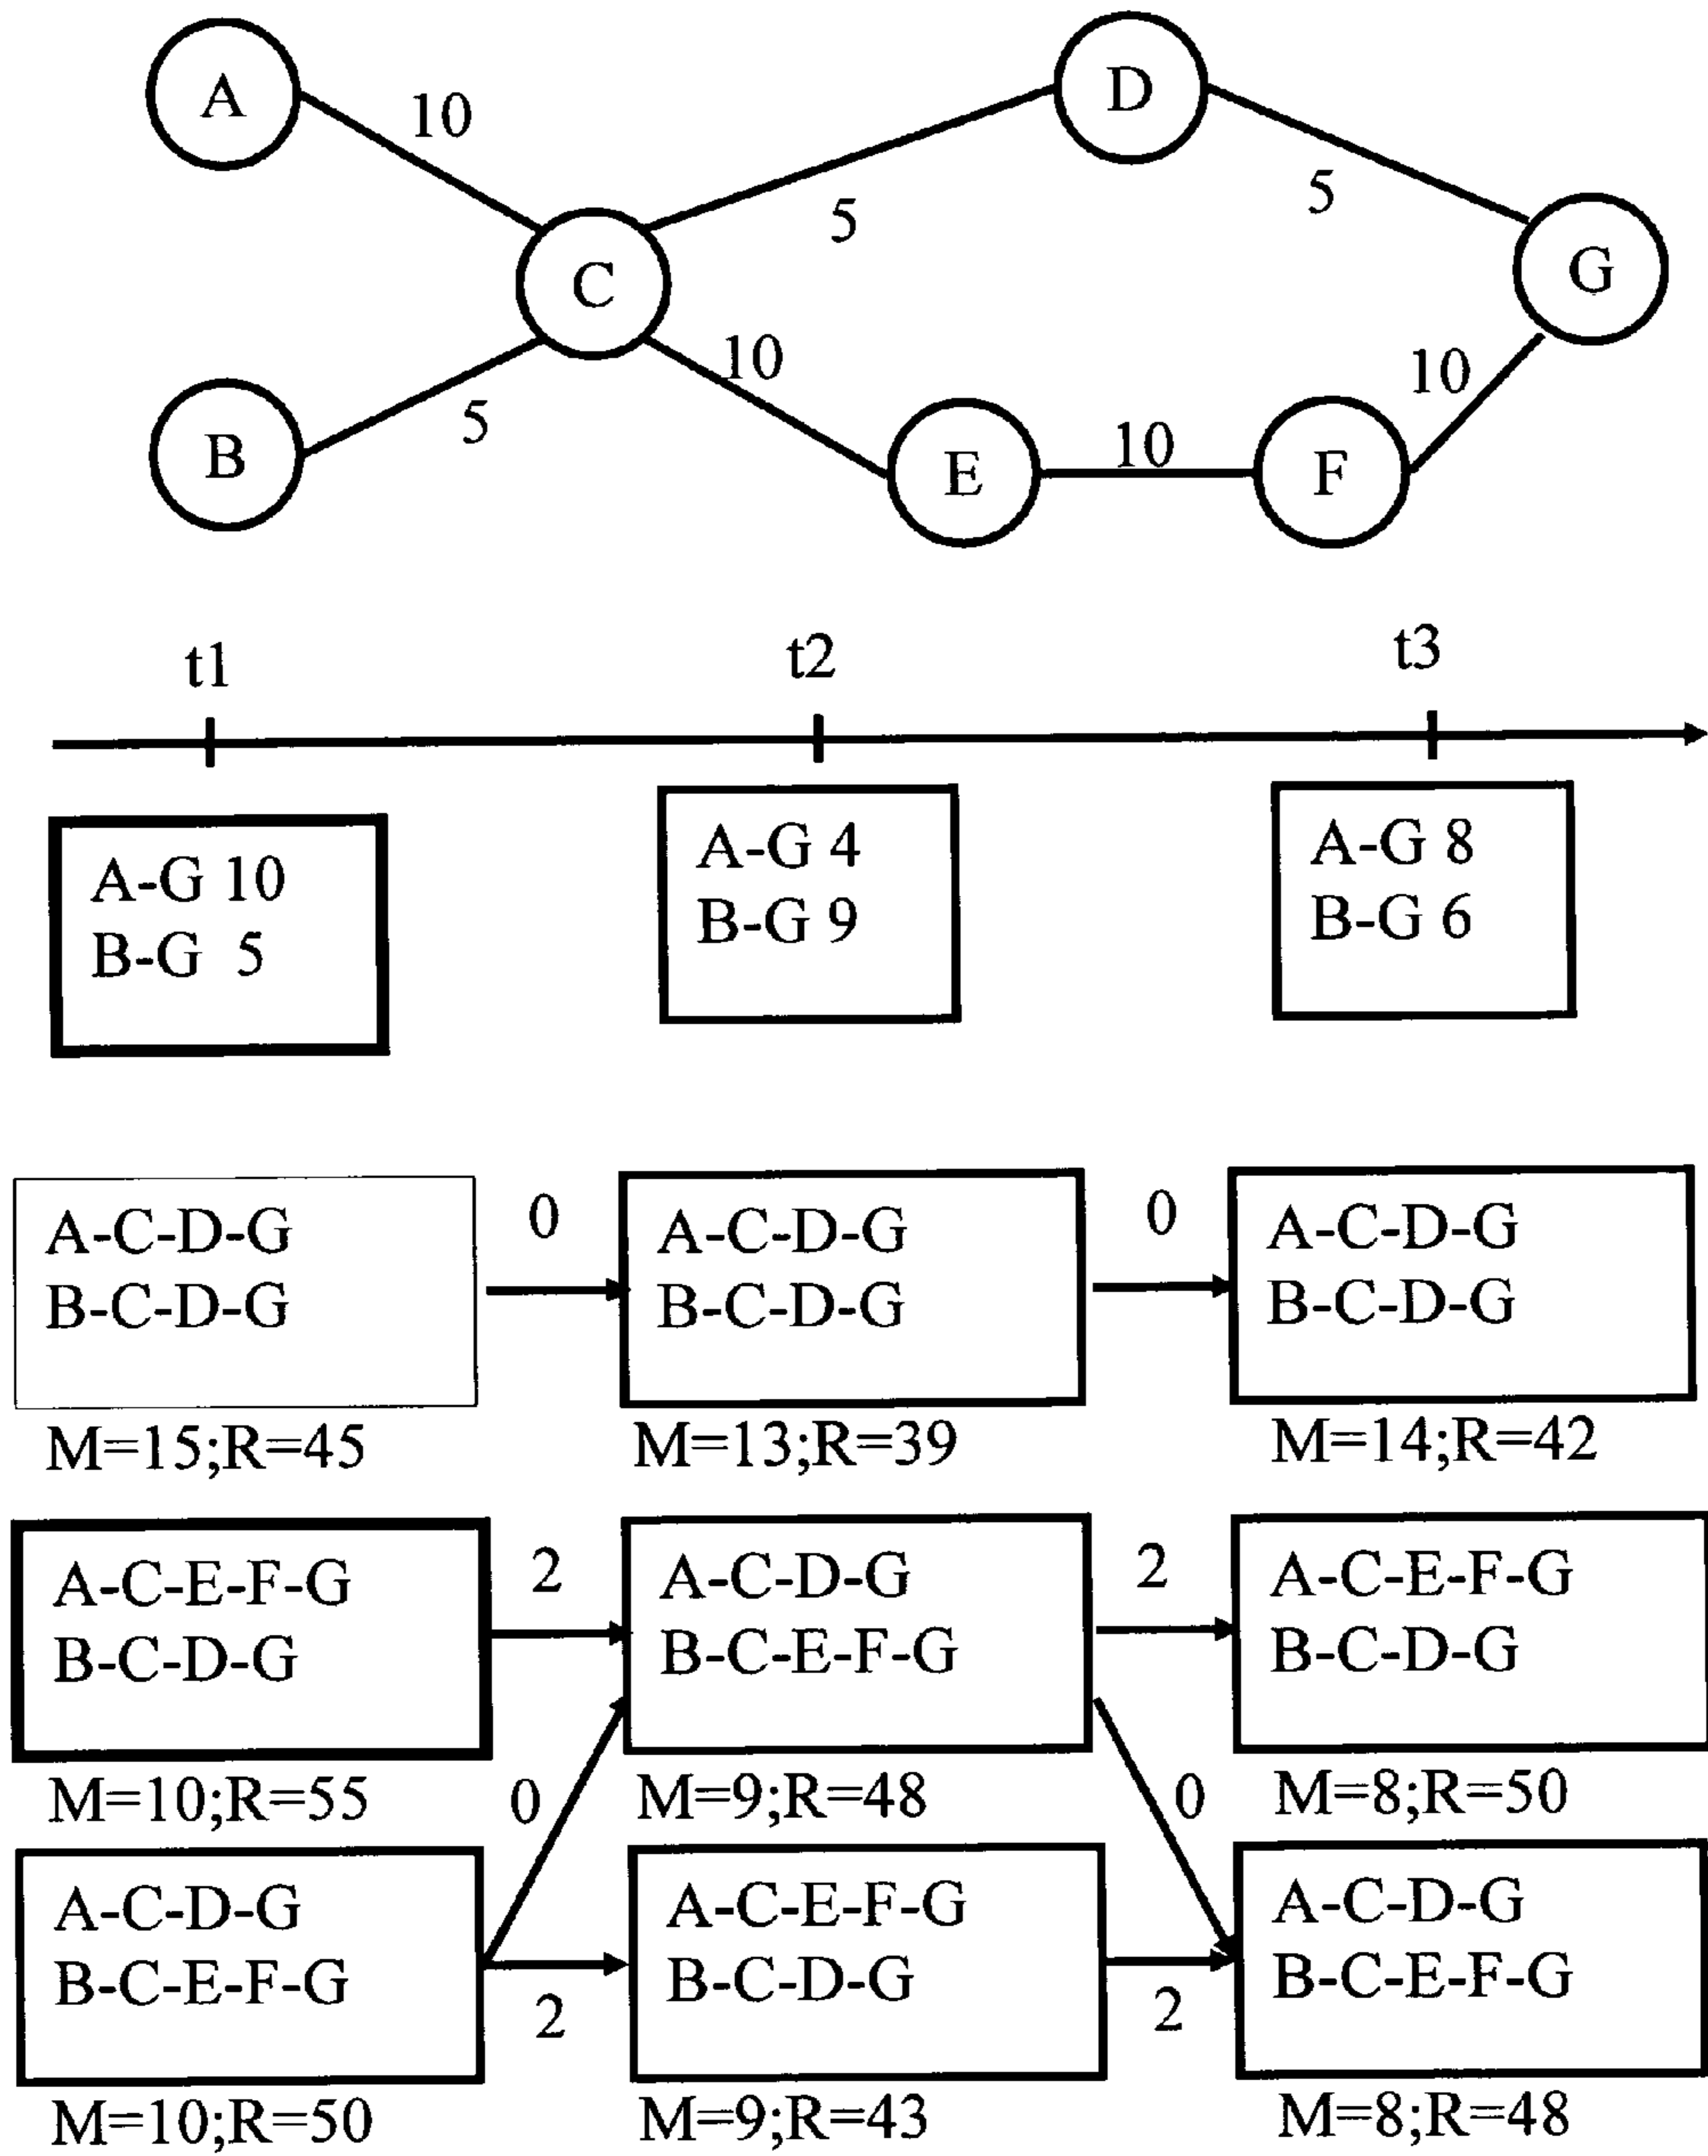 A
10
D
5
5
G
C
10
10
B
5
E
10
F
t1
t2
t3
A-G 10
B-G 5
A-G 4
B-G 9
A-G 8
B-G 6
A-C-D-G
B-C-D-G
M=15;R=45
0
A-C-D-G
B-C-D-G
M=13;R=39
0
A-C-D-G
B-C-D-G
M=14;R=42
A-C-E-F-G
B-C-D-G
M=10;R=55
2
0
A-C-D-G
B-C-E-F-G
M=9;R=48
2
0
A-C-E-F-G
B-C-D-G
M=8;R=50
A-C-D-G
B-C-E-F-G
M=10;R=50
2
A-C-E-F-G
B-C-D-G
M=9;R=43
2
A-C-D-G
B-C-E-F-G
M=8;R=48